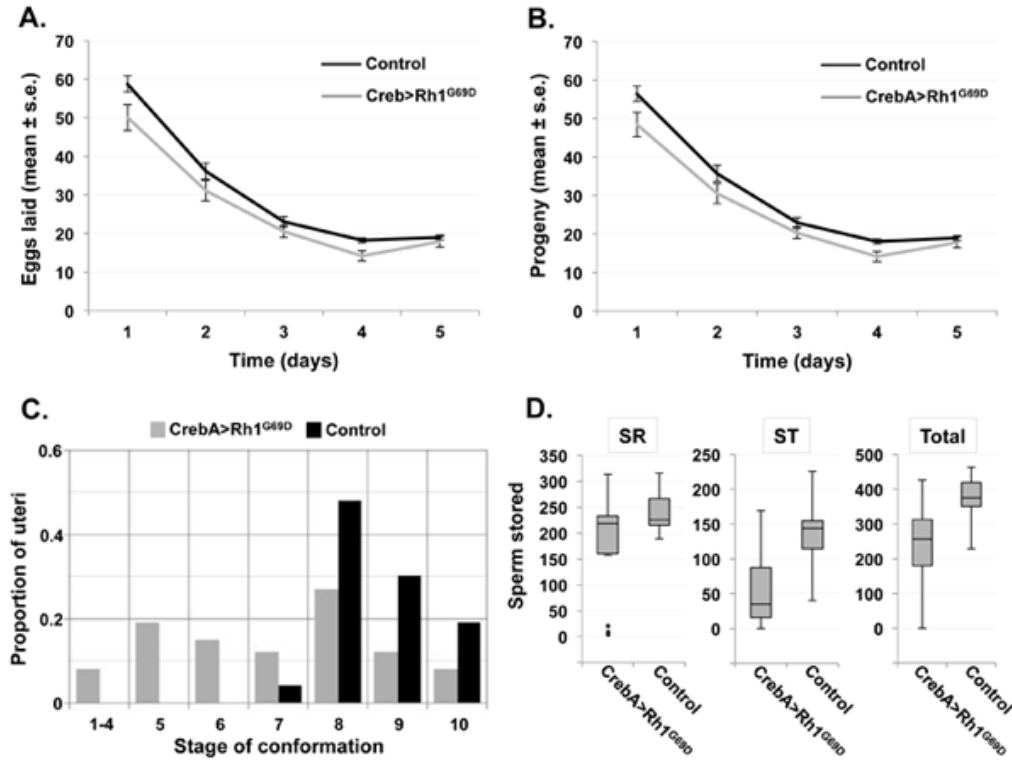 A.
70
60
50
40
30
20
10
0
Eggs laid (mean ± s.e.)
Control
Creb>Rh1G69D
1 2 3 4 5
Time (days)
B.
70
60
50
40
30
20
10
0
Progeny (mean ± s.e.)
Control
CrebA>Rh1G69D
1 2 3 4 5
Time (days)
C.
CrebA>Rh1G69D Control
0.6
0.4
0.2
0
Proportion of uteri
1-4 5 6 7 8 9 10
Stage of conformation
D.
Sperm stored
SR
350
300
250
200
150
100
50
0
CrebA>Rh1G69D Control
ST
250
200
150
100
50
0
CrebA>Rh1G69D Control
Total
500
400
300
200
100
0
CrebA>Rh1G69D Control